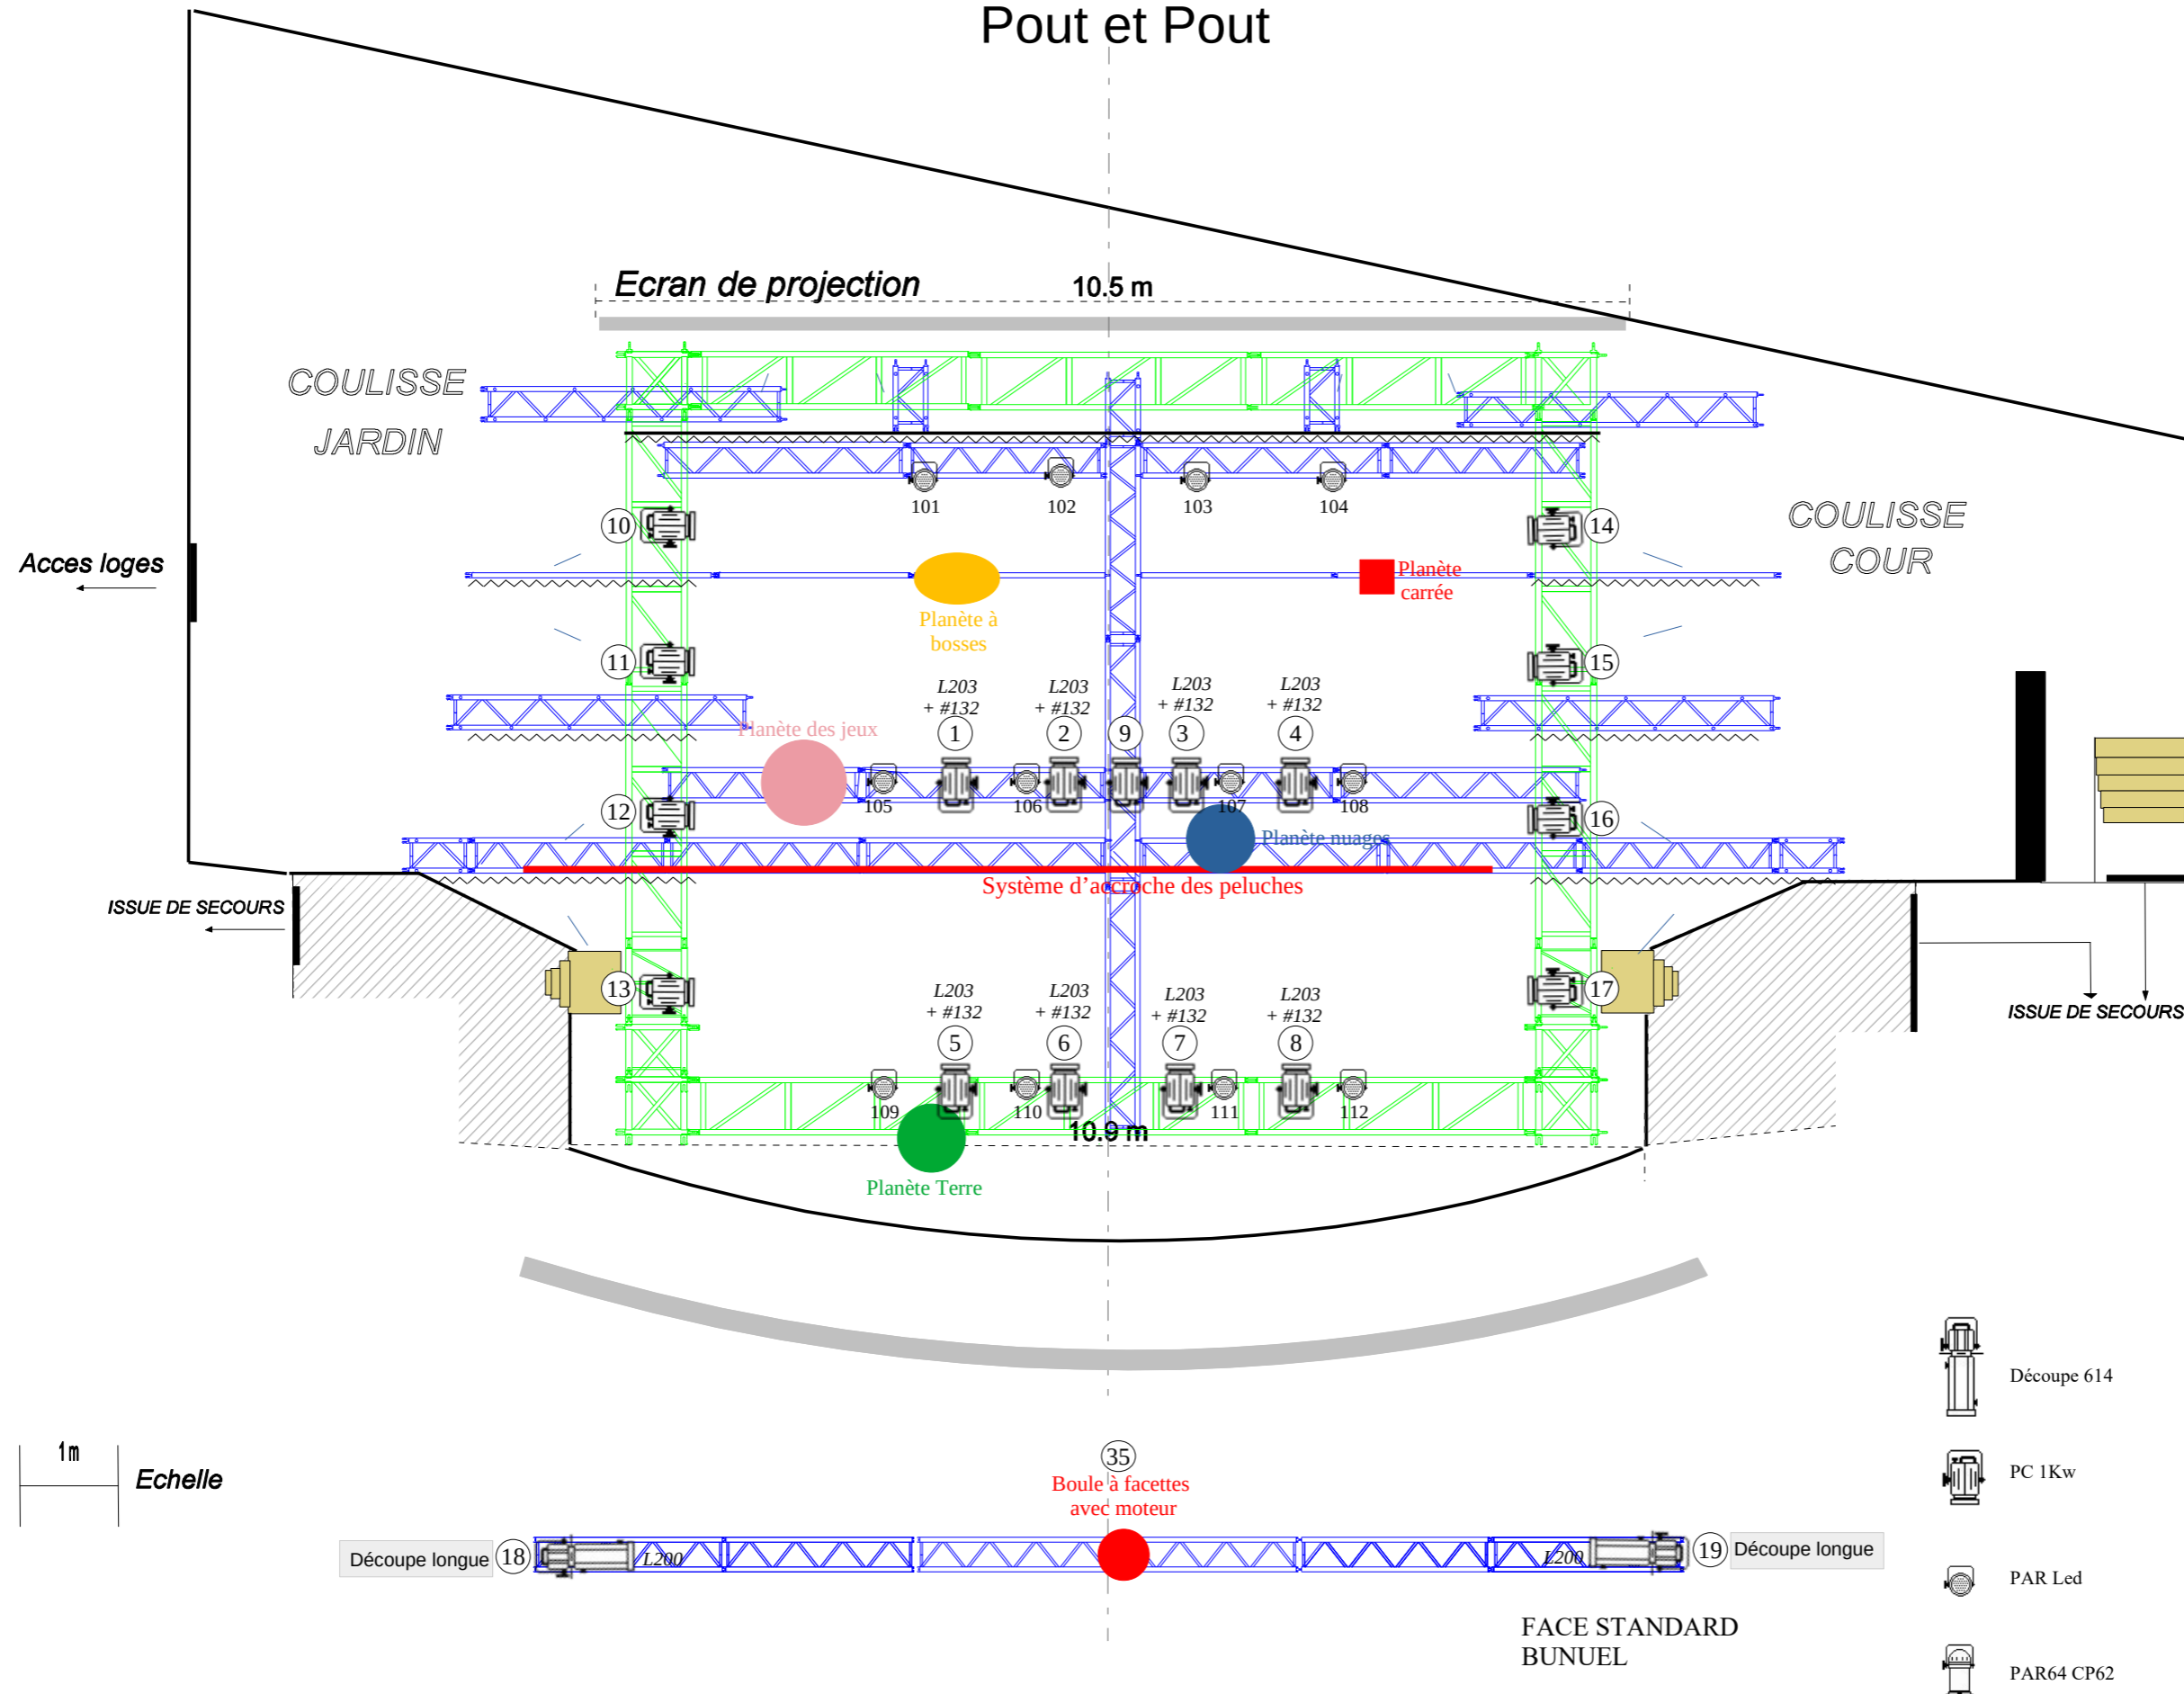 Pout et Pout
Ecran de projection
10.5 m
COULISSE
JARDIN
101
102
103
104
10
14
COULISSE
COUR
Acces loges
Planète
carrée
Planète à
bosses
11
15
L203
+ #132
L203
+ #132
L203
+ #132
L203
+ #132
Planète des jeux
1
2
9
3
4
105
106
107
108
12
16
Planète nuages
Système d'accroche des peluches
ISSUE DE SECOURS
13
17
L203
+ #132
L203
+ #132
L203
+ #132
L203
+ #132
ISSUE DE SECOURS
5
6
7
8
109
110
111
112
10.9 m
Planète Terre
Découpe 614
1m
Echelle
35
Boule à facettes
avec moteur
PC 1Kw
Découpe longue
18
L200
L200
19
Découpe longue
PAR Led
FACE STANDARD
BUNUEL
PAR64 CP62